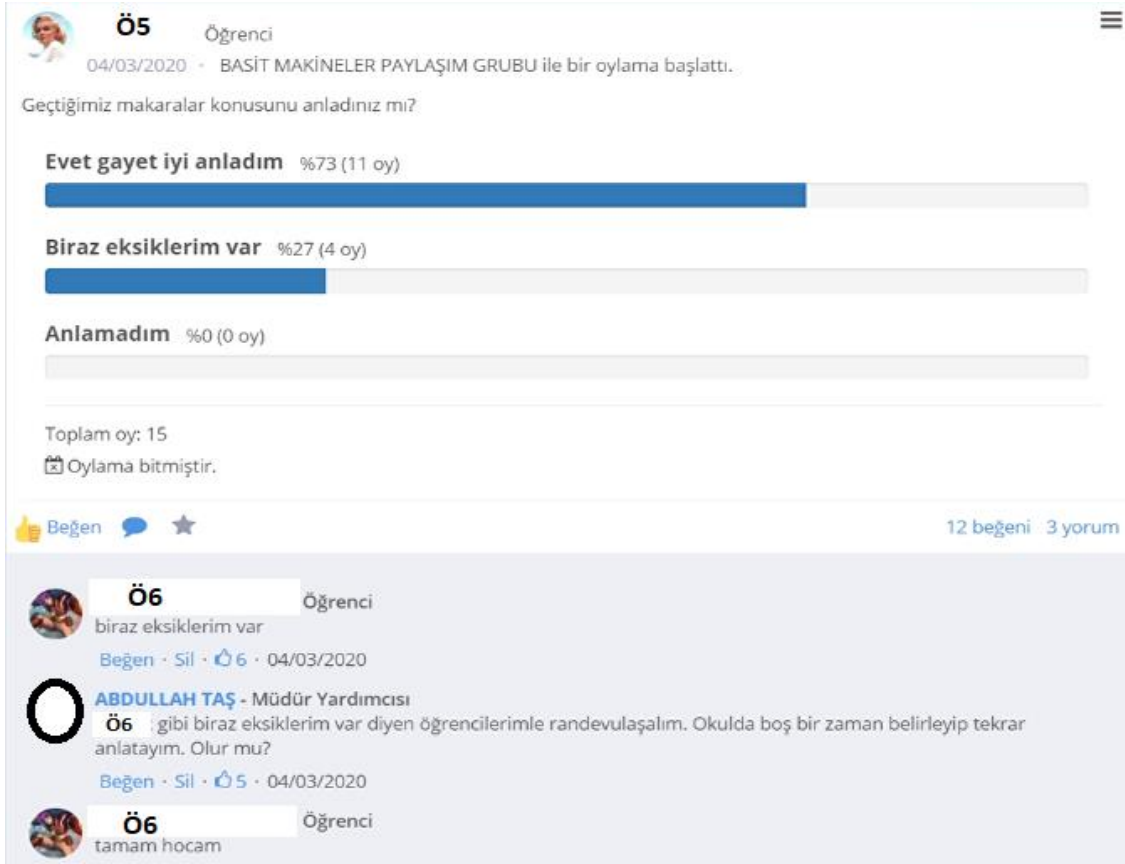 Ö5 Öğrenci
04/03/2020 - BASİT MAKİNELER PAYLAŞIM GRUBU ile bir oylama başlattı.
Geçtiğimiz makaralar konusunu anladınız mı?
Evet gayet iyi anladım %73 (11 oy)
Biraz eksiklerim var %27 (4 oy)
Anlamadım %0 (0 oy)
Toplam oy: 15
Oylama bitmiştir.
Beğen 12 beğeni 3 yorum
Ö6 Öğrenci
biraz eksiklerim var
Beğen · Sil · 6 · 04/03/2020
ABDULLAH TAŞ - Müdür Yardımcısı
Ö6 gibi biraz eksiklerim var diyen öğrencilerimle randevulaşalım. Okulda boş bir zaman belirleyip tekrar
anlatayım. Olur mu?
Beğen · Sil · 5 · 04/03/2020
Ö6 Öğrenci
tamam hocam